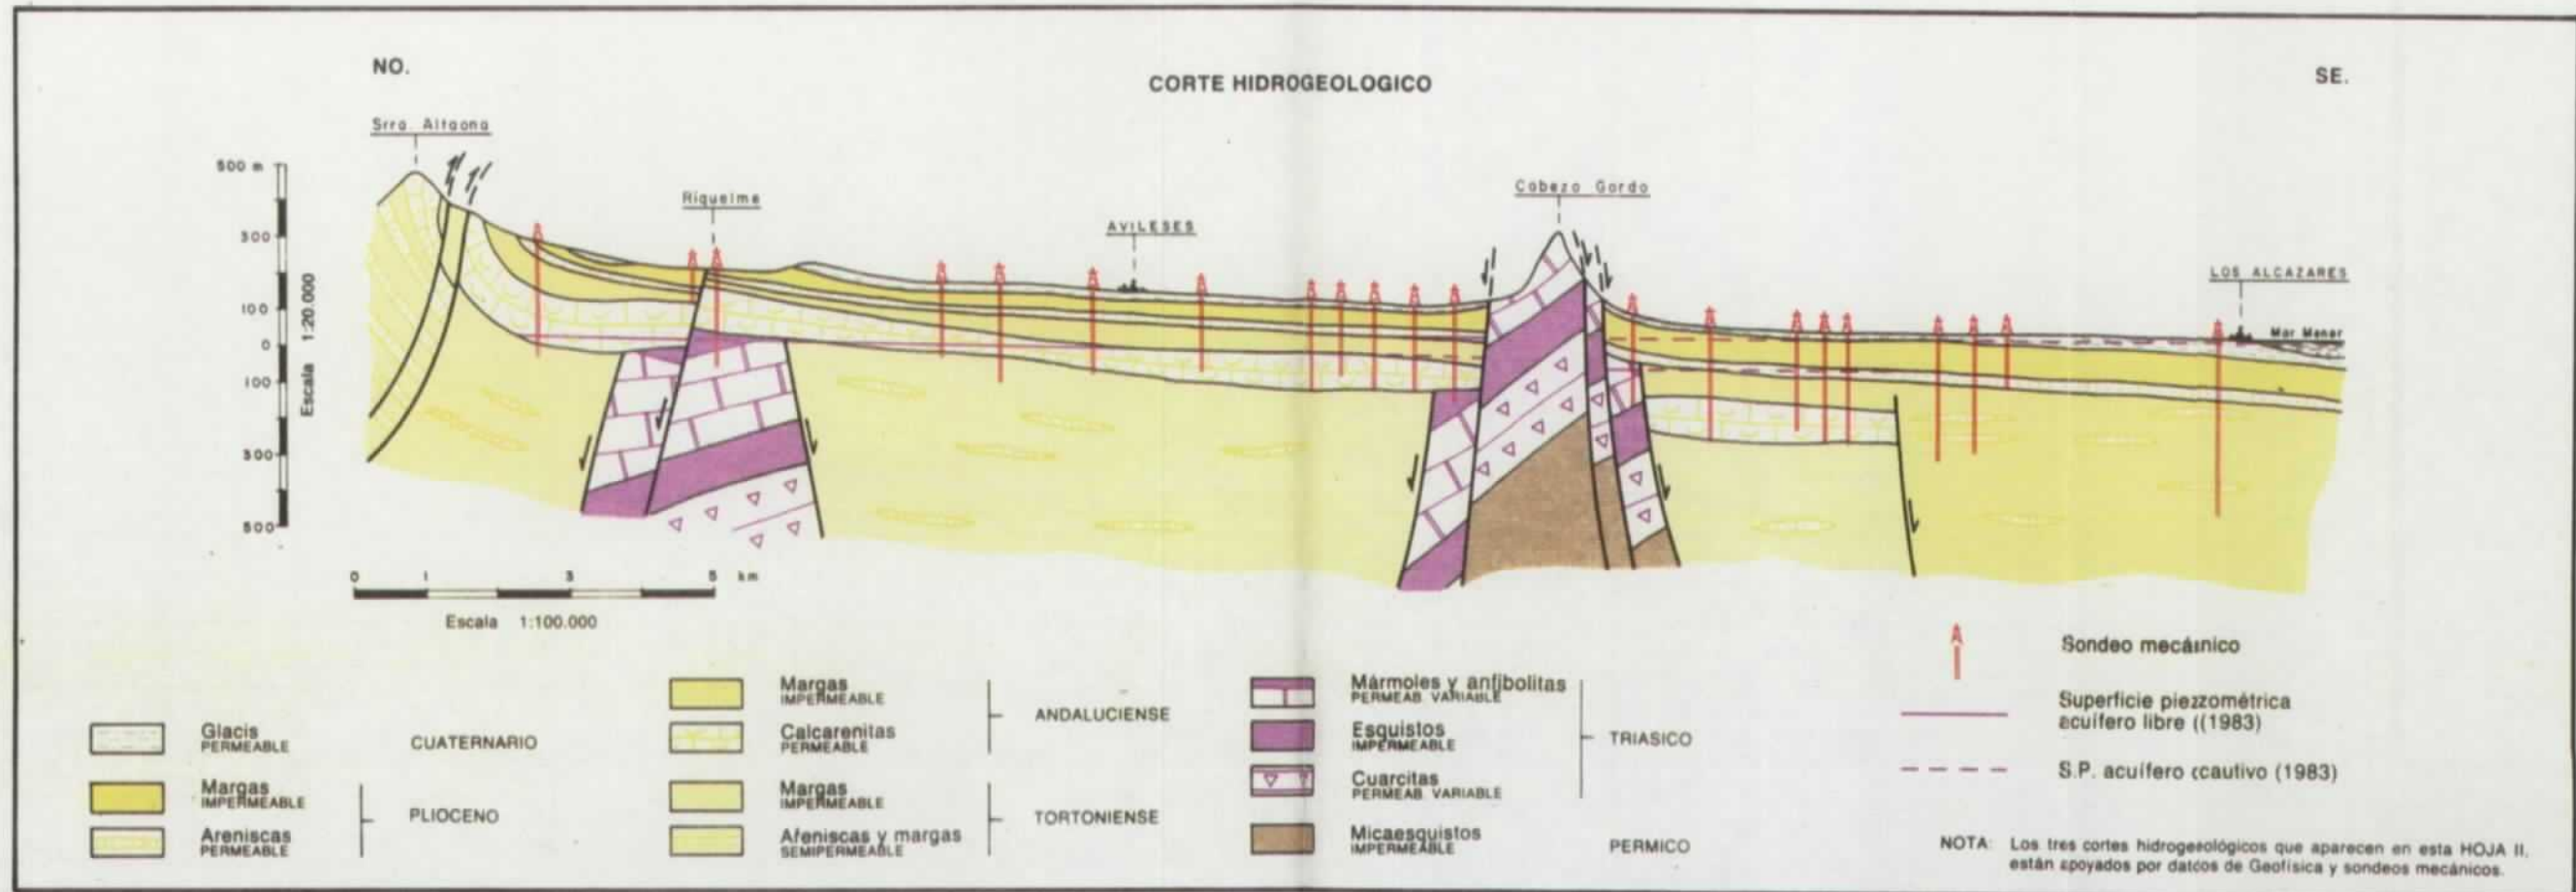 NO.
CORTE HIDROGEOLOGICO
SE.
Srra. Altaona
Riquelme
AVILESES
Cabezo Gordo
LOS ALCAZARES
Mar Menor
500 m
300
100
0
100
300
500
Escala 1:20.000
0 1 3 5 km
Escala 1:100.000
Glacis
PERMEABLE
CUATERNARIO
Margas
IMPERMEABLE
Areniscas
PERMEABLE
PLIOCENO
Margas
IMPERMEABLE
Calcarenitas
PERMEABLE
ANDALUCIENSE
Margas
IMPERMEABLE
Areniscas y margas
SEMIPERMEABLE
TORTONIENSE
Mármoles y anfibolitas
PERMEAB. VARIABLE
Esquistos
IMPERMEABLE
Cuarcitas
PERMEAB. VARIABLE
TRIASICO
Micaesquistos
IMPERMEABLE
PERMICO
Sondeo mecáinico
Superficie piezzométrica
acuífero libre ((1983)
S.P. acuífero ccautivo (1983)
NOTA: Los tres cortes hidrogeológicos que aparecen en esta HOJA II,
están apoyados por datcos de Geofísica y sondeos mecánicos.